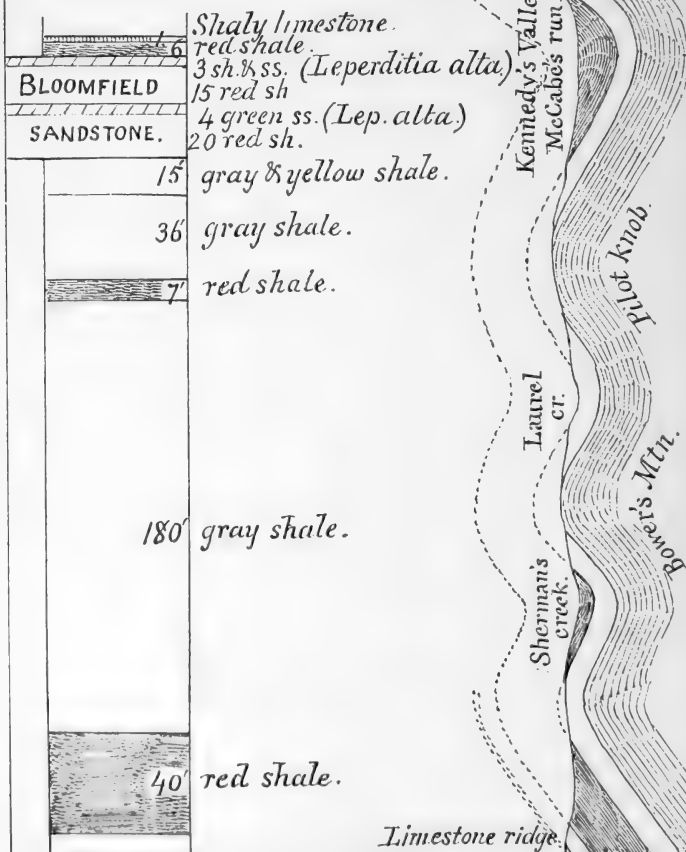 Shaly limestone.
6 red shale.
3 sh. & ss. (Leperditia alta)
BLOOMFIELD
15 red sh
4 green ss. (Lep. alta.)
SANDSTONE.
20 red sh.
15' gray & yellow shale.
36' gray shale.
7' red shale.
180' gray shale.
40' red shale.
Kennedy's Valle
McCabe's run.
Pilot knob.
Laurel
cr.
Bower's Mtn.
Sherman's
creek.
Limestone ridge.